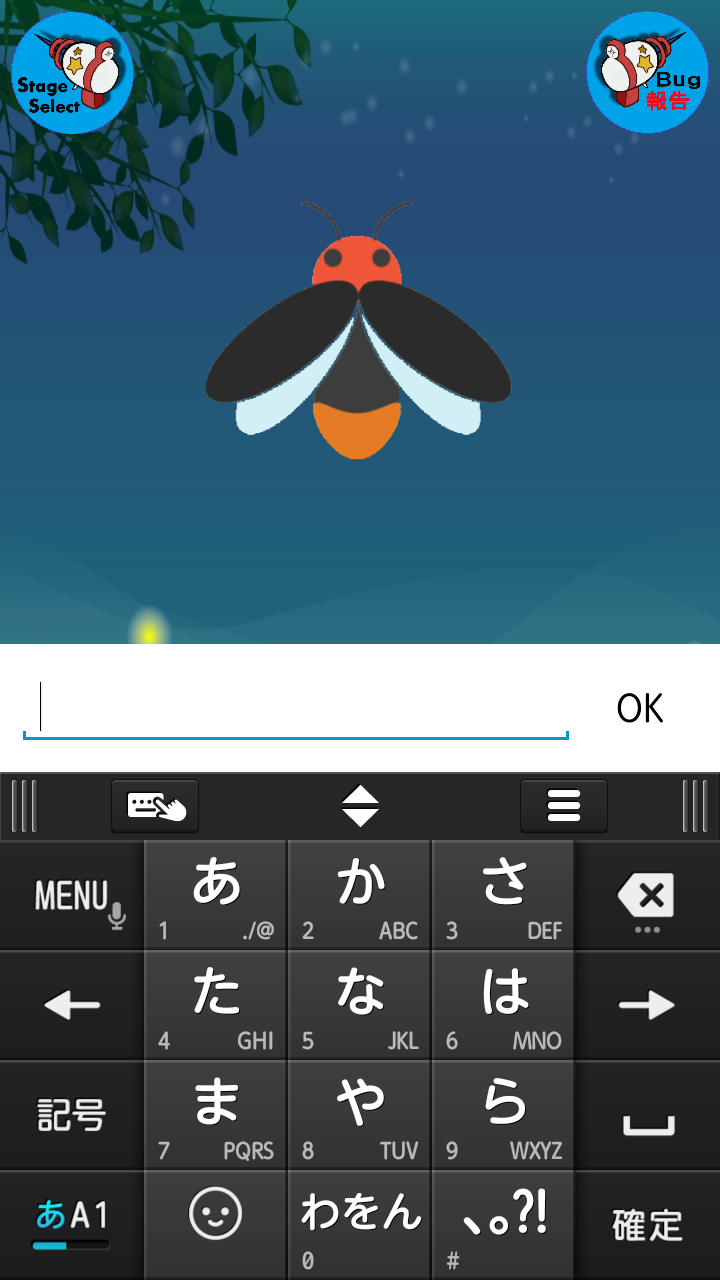 Stage
Select
Bug
報告
OK
MENU
あ
1 ./@
か
2 ABC
さ
3 DEF
た
4 GHI
な
5 JKL
は
6 MNO
記号
ま
7 PQRS
や
8 TUV
ら
9 WXYZ
あA1
わをん
0
、。?!
#
確定